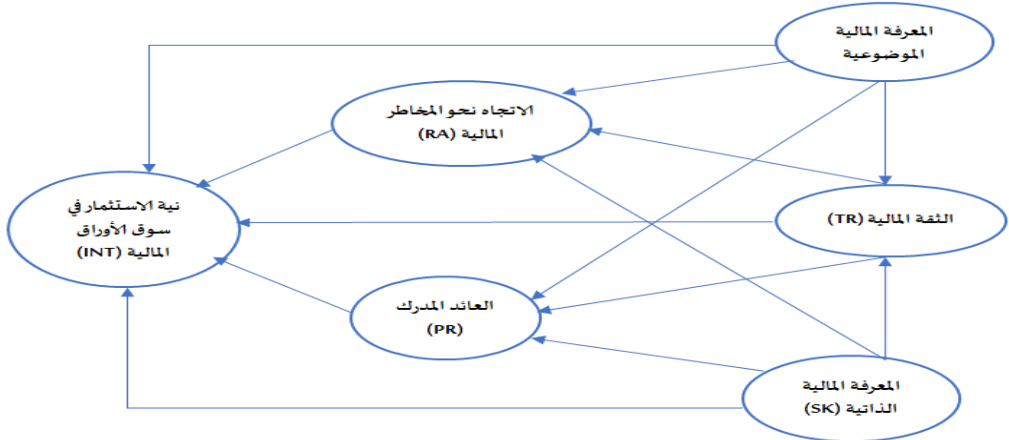 المعرفة المالية
الموضوعية
الاتجاه نحو المخاطر
المالية (RA)
نية الاستثمار في
سوق الأوراق
المالية (INT)
الثقة المالية (TR)
العائد المدرك
(PR)
المعرفة المالية
الذاتية (SK)